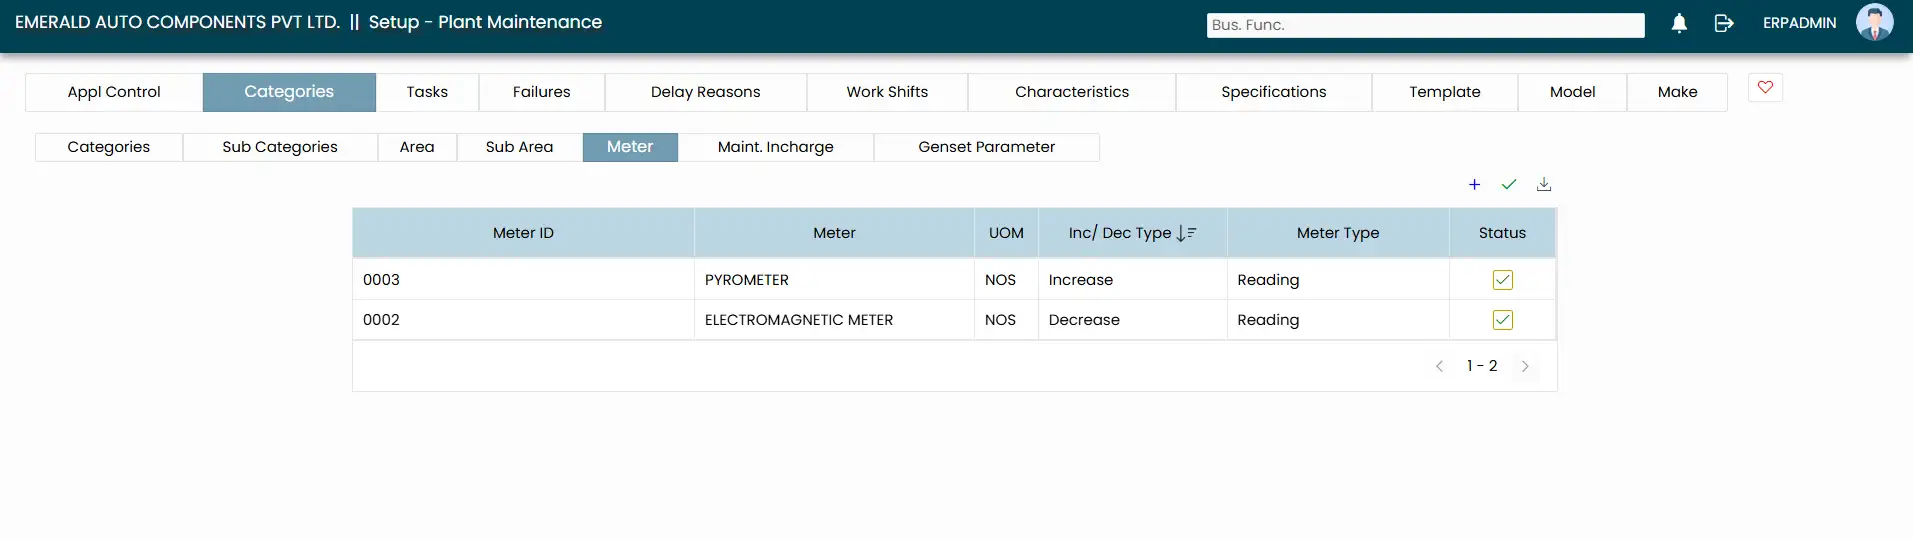 EMERALD AUTO COMPONENTS PVT LTD. || Setup - Plant Maintenance
Bus. Func.
ERPADMIN
Appl Control Categories Tasks Failures Delay Reasons Work Shifts Characteristics Specifications Template Model Make
Categories Sub Categories Area Sub Area Meter Maint. Incharge Genset Parameter
Meter ID Meter UOM Inc/ Dec Type Meter Type Status
0003 PYROMETER NOS Increase Reading
0002 ELECTROMAGNETIC METER NOS Decrease Reading
1 - 2